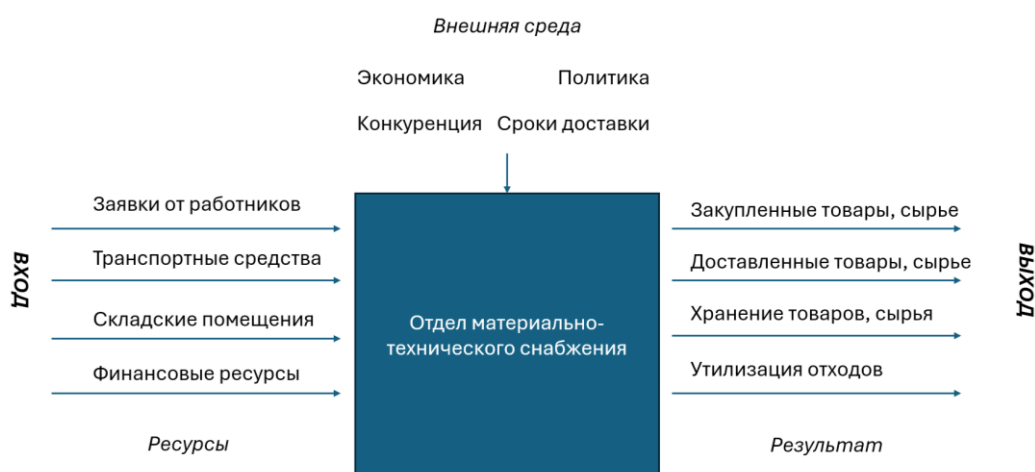 Внешняя среда
Экономика Политика
Конкуренция Сроки доставки
ВХОД
Заявки от работников
Транспортные средства
Складские помещения
Финансовые ресурсы
Ресурсы
Отдел материально-
технического снабжения
Закупленные товары, сырье
Доставленные товары, сырье
Хранение товаров, сырья
Утилизация отходов
Результат
ВЫХОД